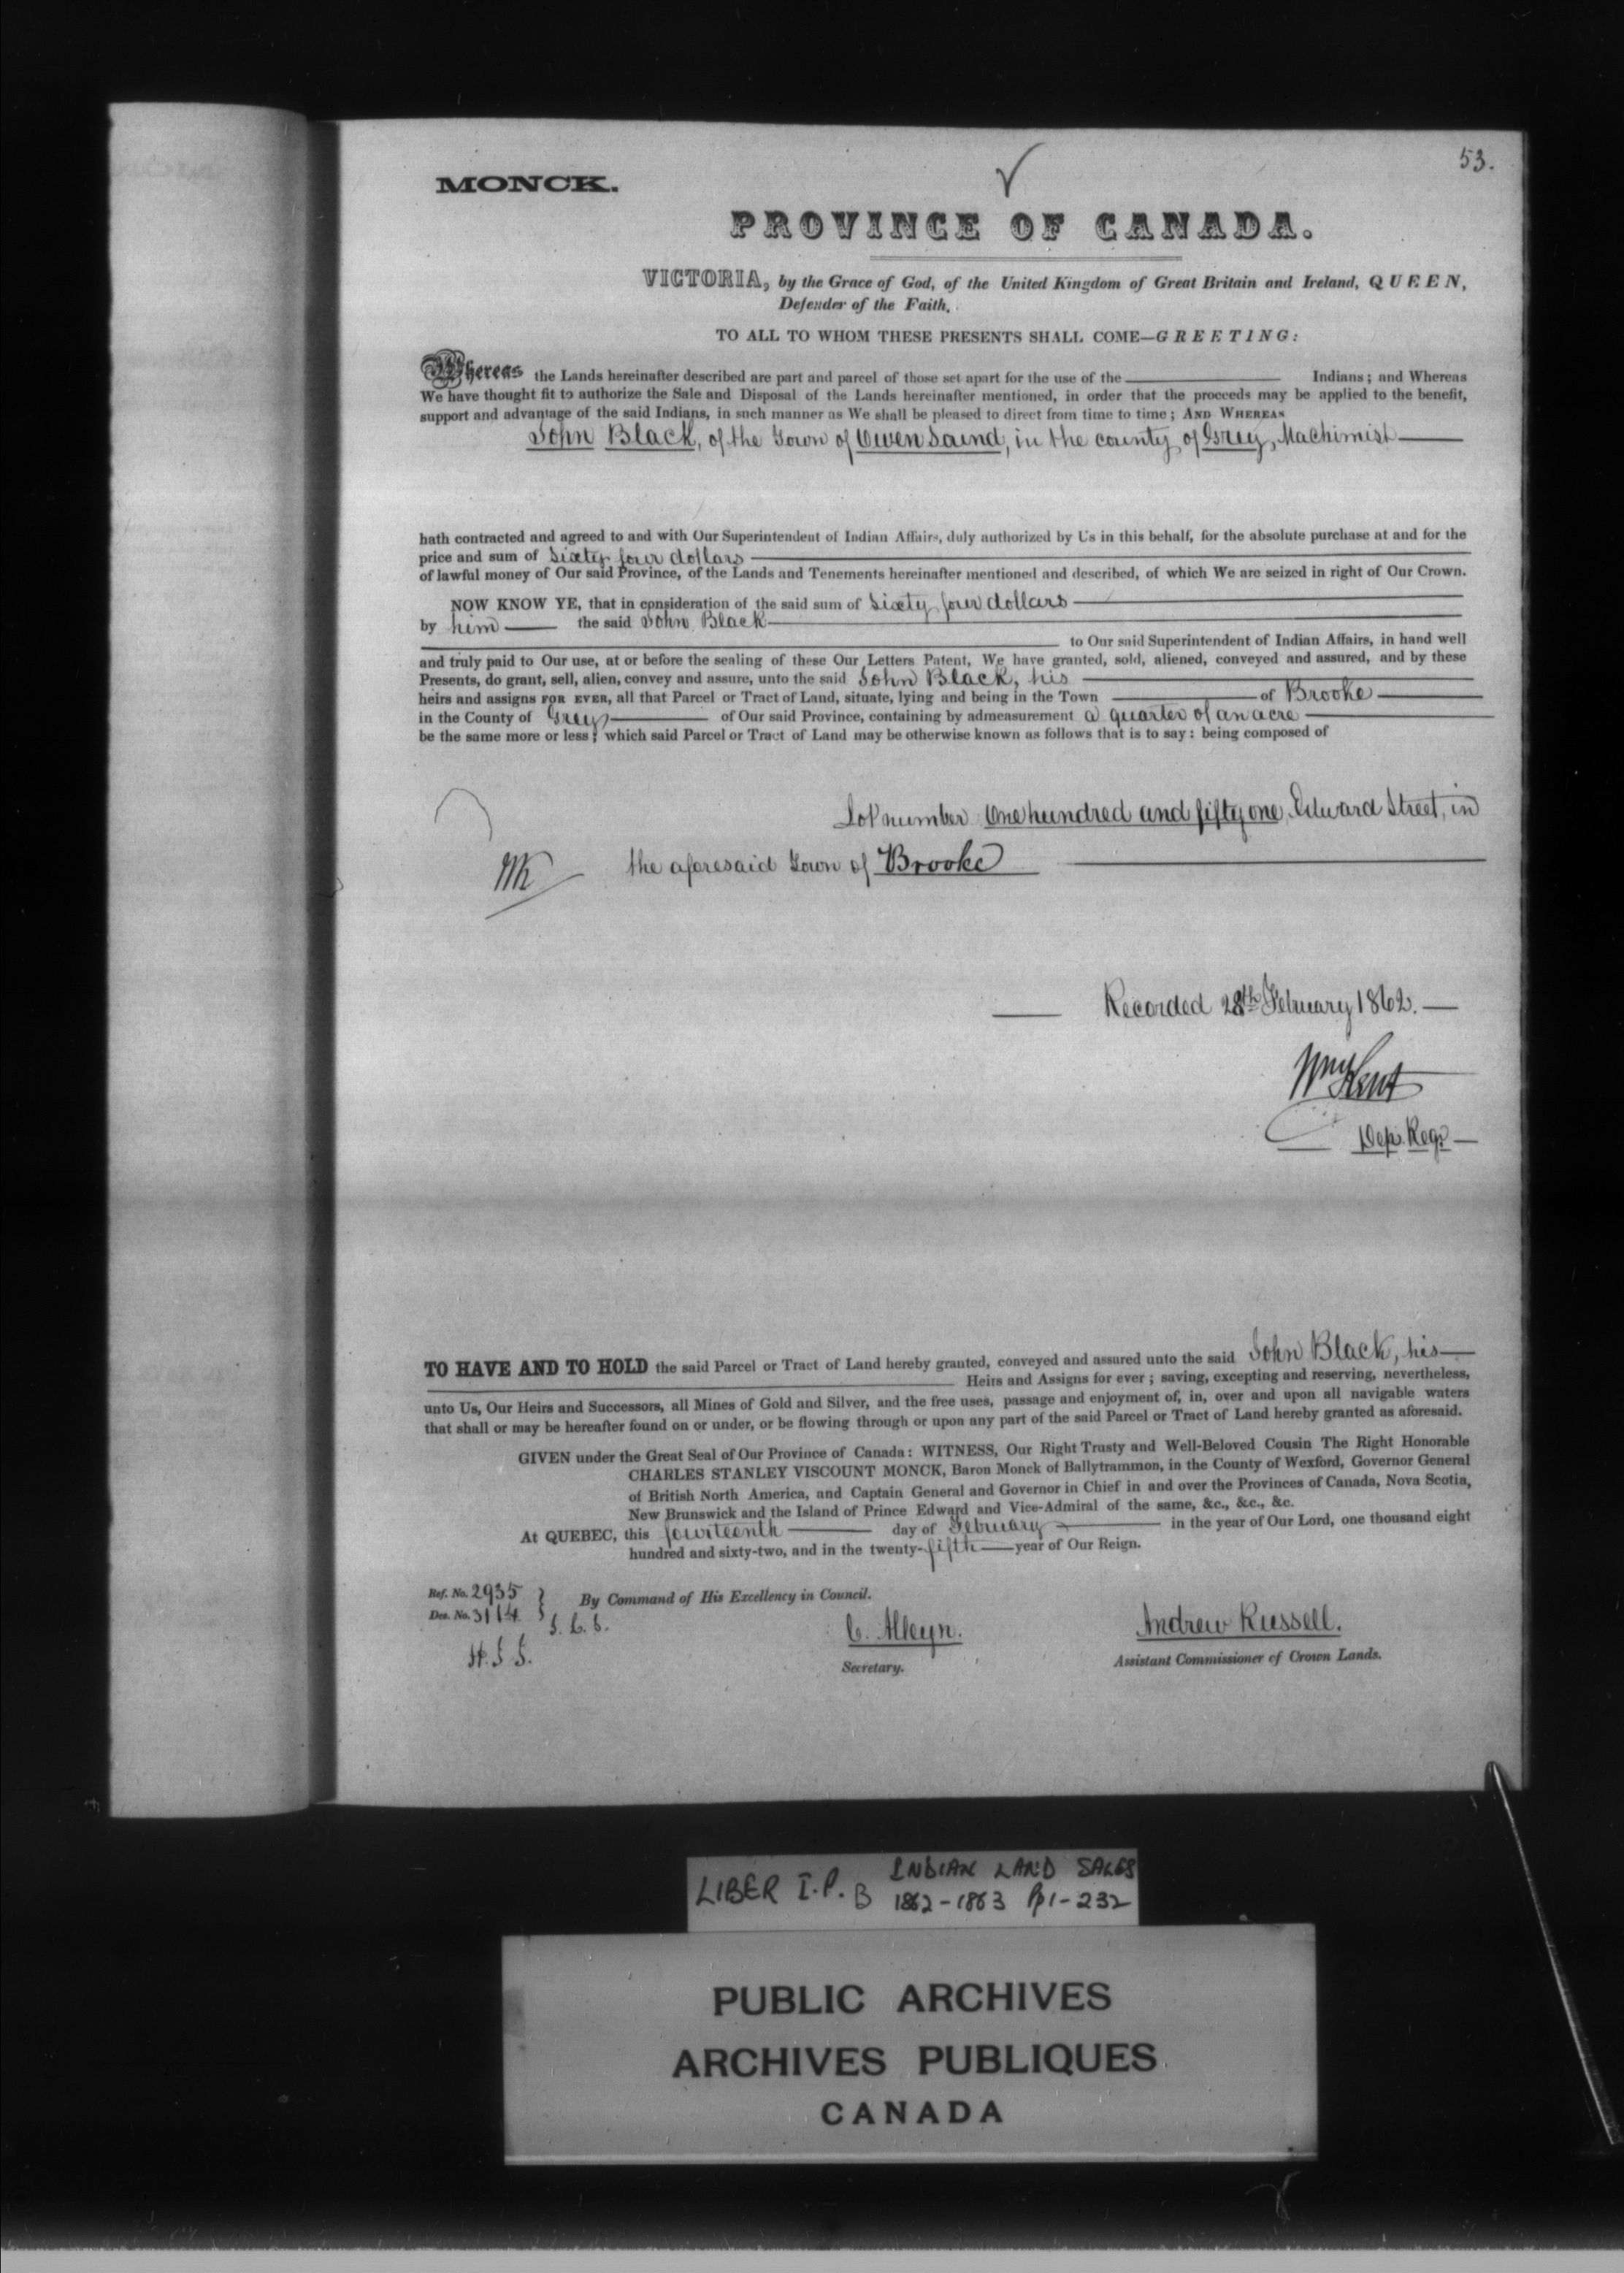 53.
MONCK.
PROVINCE OF CANADA.
VICTORIA, by the Grace of God, of the United Kingdom of Great Britain and Ireland, QUEEN,
Defender of the Faith.
TO ALL TO WHOM THESE PRESENTS SHALL COME—GREETING:
Whereas the Lands hereinafter described are part and parcel of those set apart for the use of the Indians; and Whereas
We have thought fit to authorize the Sale and Disposal of the Lands hereinafter mentioned, in order that the proceeds may be applied to the benefit,
support and advantage of the said Indians, in such manner as We shall be pleased to direct from time to time; AND WHEREAS
John Black, of the Town of Owen Sound, in the county of Grey, Machinist
hath contracted and agreed to and with Our Superintendent of Indian Affairs, duly authorized by Us in this behalf, for the absolute purchase at and for the
price and sum of Sixty four dollars
of lawful money of Our said Province, of the Lands and Tenements hereinafter mentioned and described, of which We are seized in right of Our Crown.
NOW KNOW YE, that in consideration of the said sum of Sixty four dollars
by him the said John Black
to Our said Superintendent of Indian Affairs, in hand well
and truly paid to Our use, at or before the sealing of these Our Letters Patent, We have granted, sold, aliened, conveyed and assured, and by these
Presents, do grant, sell, alien, convey and assure, unto the said John Black, his
heirs and assigns FOR EVER, all that Parcel or Tract of Land, situate, lying and being in the Town of Brooke
in the County of Grey of Our said Province, containing by admeasurement a quarter of an acre
be the same more or less; which said Parcel or Tract of Land may be otherwise known as follows that is to say: being composed of
Lot number One hundred and fifty one, Edward Street, in
the aforesaid Town of Brooke
WK
Recorded 28th February 1862.
Wm Kent
Dep. Regr
TO HAVE AND TO HOLD the said Parcel or Tract of Land hereby granted, conveyed and assured unto the said John Black, his
Heirs and Assigns for ever; saving, excepting and reserving, nevertheless,
unto Us, Our Heirs and Successors, all Mines of Gold and Silver, and the free uses, passage and enjoyment of, in, over and upon all navigable waters
that shall or may be hereafter found on or under, or be flowing through or upon any part of the said Parcel or Tract of Land hereby granted as aforesaid.
GIVEN under the Great Seal of Our Province of Canada: WITNESS, Our Right Trusty and Well-Beloved Cousin The Right Honorable
CHARLES STANLEY VISCOUNT MONCK, Baron Monck of Ballytrammon, in the County of Wexford, Governor General
of British North America, and Captain General and Governor in Chief in and over the Provinces of Canada, Nova Scotia,
New Brunswick and the Island of Prince Edward and Vice-Admiral of the same, &c., &c., &c.
At QUEBEC, this fourteenth day of February in the year of Our Lord, one thousand eight
hundred and sixty-two, and in the twenty-fifth year of Our Reign.
Ref. No. 2935
Des. No. 3114
By Command of His Excellency in Council.
C. Alleyn.
Secretary.
Andrew Russell.
Assistant Commissioner of Crown Lands.
LIBER I.P. B INDIAN LAND SALES
1862-1863 Pp 1-232
PUBLIC ARCHIVES
ARCHIVES PUBLIQUES
CANADA